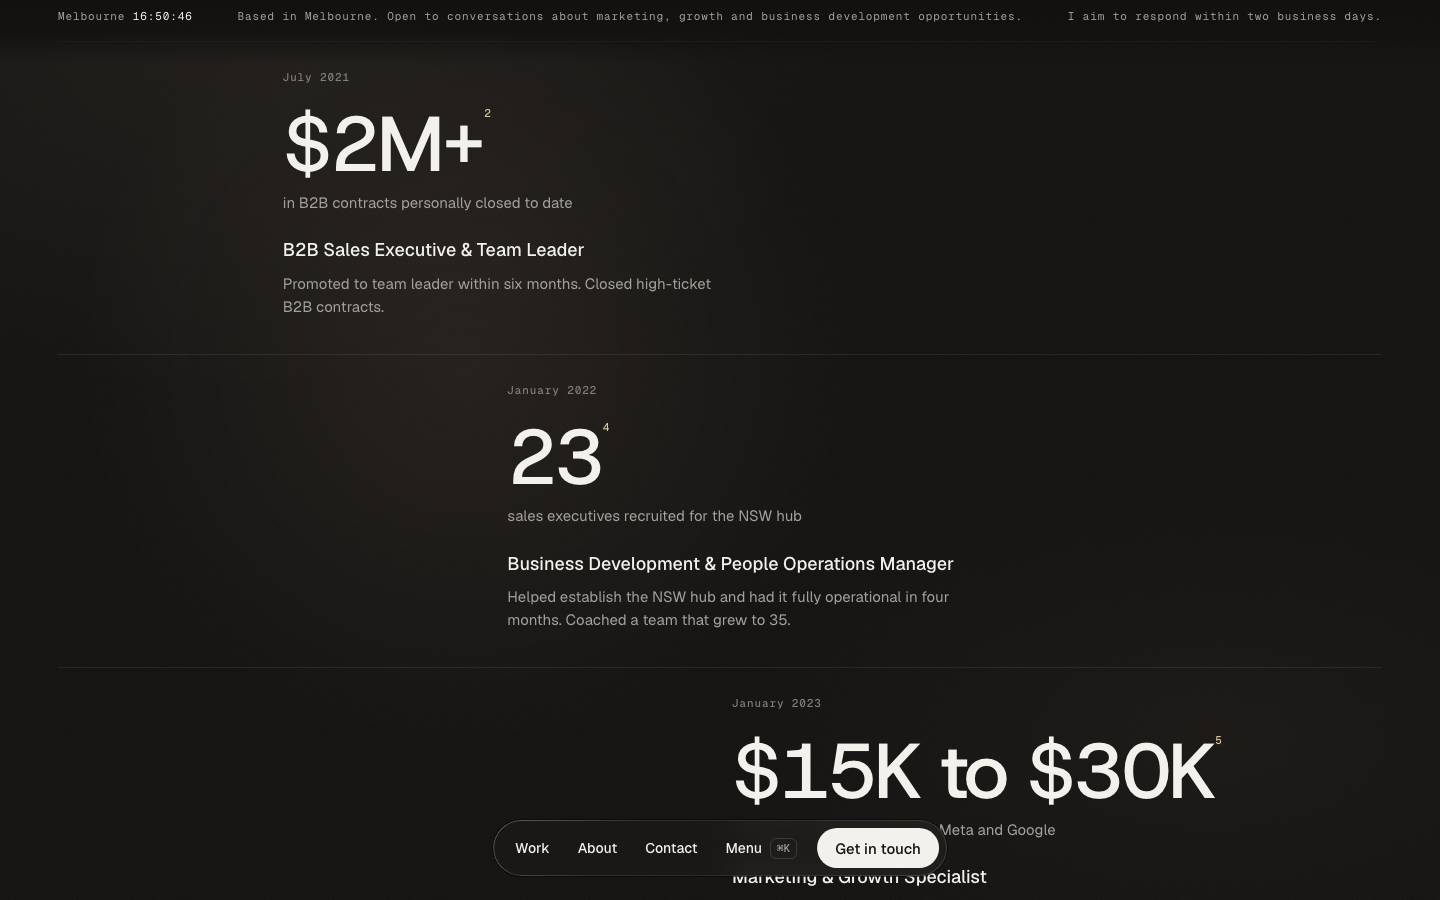 Melbourne 16:50:46
Based in Melbourne. Open to conversations about marketing, growth and business development opportunities.
I aim to respond within two business days.
July 2021
$2M+ 2
in B2B contracts personally closed to date
B2B Sales Executive & Team Leader
Promoted to team leader within six months. Closed high-ticket
B2B contracts.
January 2022
23 4
sales executives recruited for the NSW hub
Business Development & People Operations Manager
Helped establish the NSW hub and had it fully operational in four
months. Coached a team that grew to 35.
January 2023
$15K to $30K 5
Meta and Google
Work About Contact Menu ⌘K Get in touch
Marketing & Growth Specialist